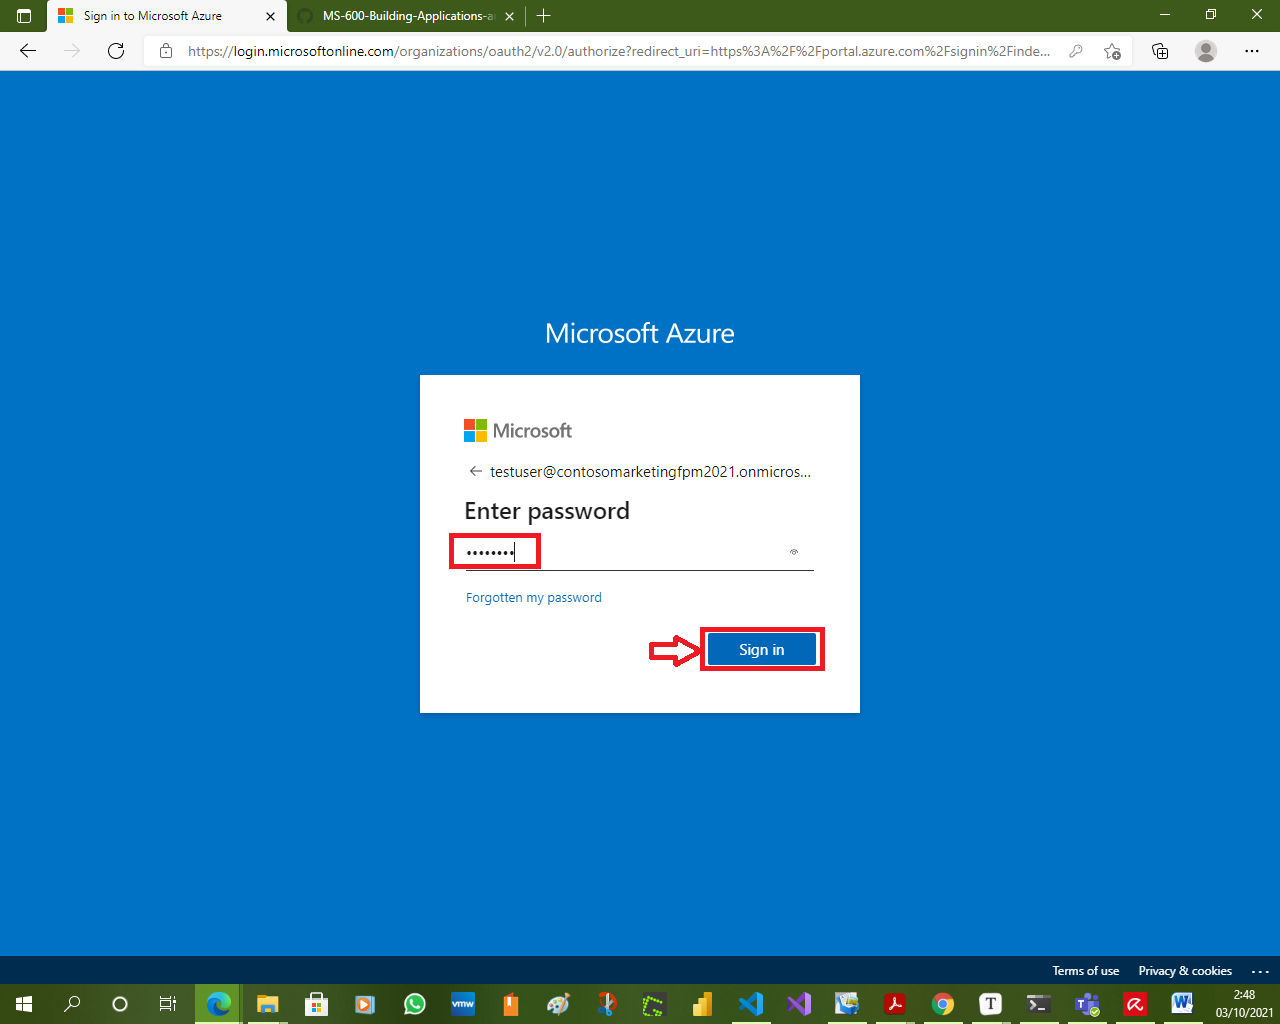 Sign in to Microsoft Azure
MS-600-Building-Applications-a
https://login.microsoftonline.com/organizations/oauth2/v2.0/authorize?redirect_uri=https%3A%2F%2Fportal.azure.com%2Fsignin%2Finde...
Microsoft Azure
Microsoft
testuser@contosomarketingfpm2021.onmicros...
Enter password
Forgotten my password
Sign in
Terms of use Privacy & cookies ...
vmw
T
W
2:48
03/10/2021